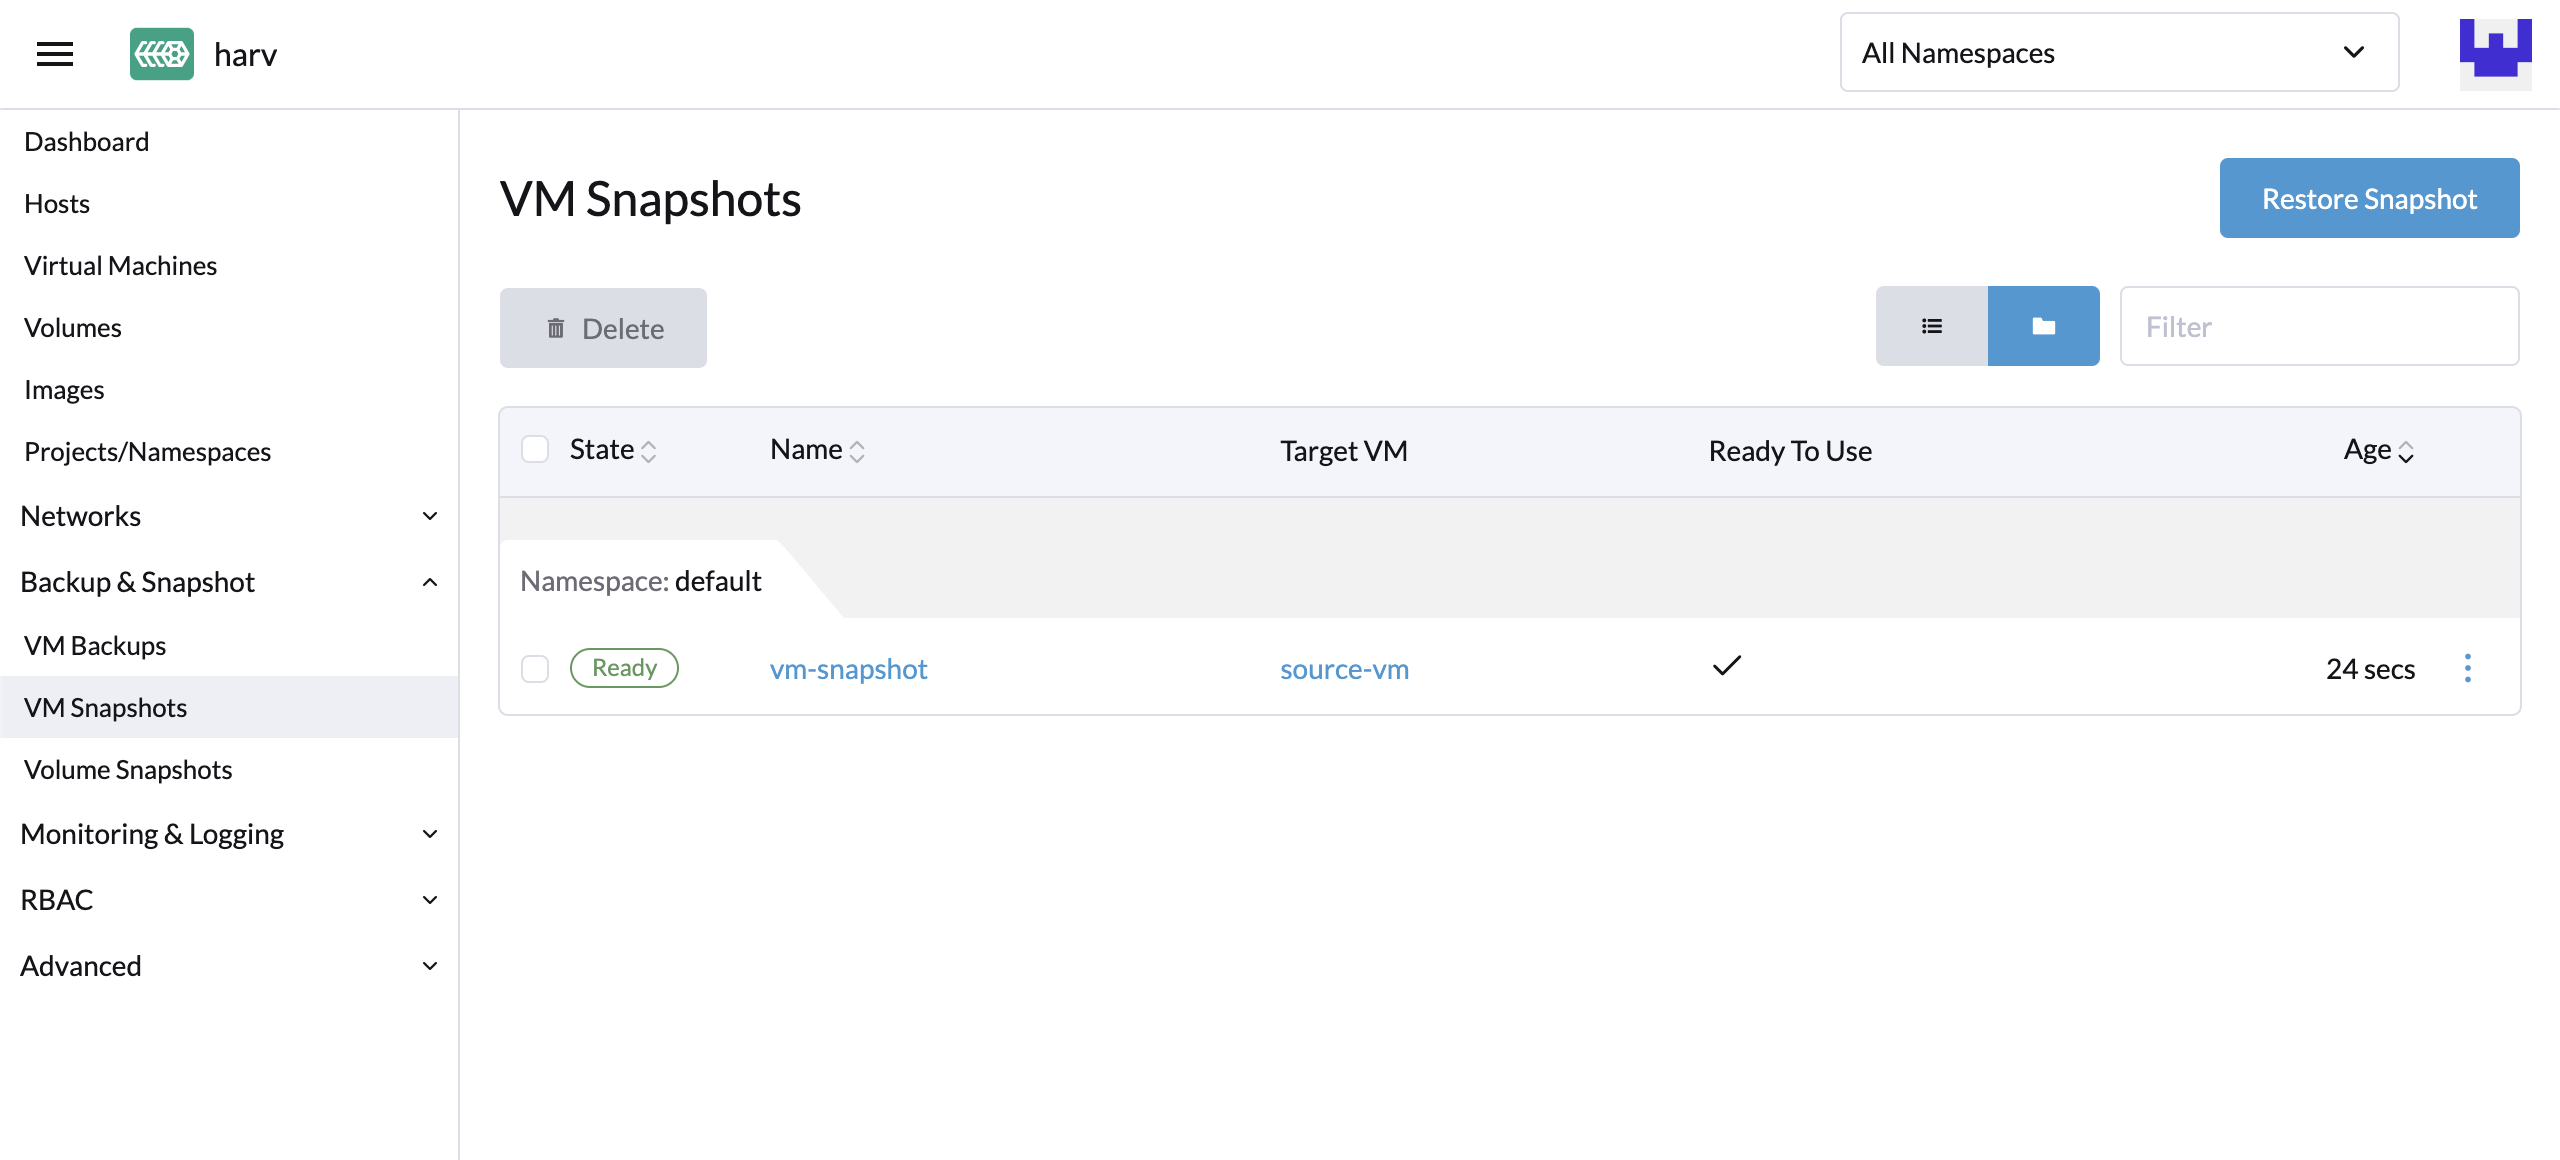 harv
All Namespaces
Dashboard
Hosts
Virtual Machines
Volumes
Images
Projects/Namespaces
Networks
Backup & Snapshot
VM Backups
VM Snapshots
Volume Snapshots
Monitoring & Logging
RBAC
Advanced
VM Snapshots
Restore Snapshot
Delete
Filter
State Name Target VM Ready To Use Age
Namespace: default
Ready vm-snapshot source-vm 24 secs